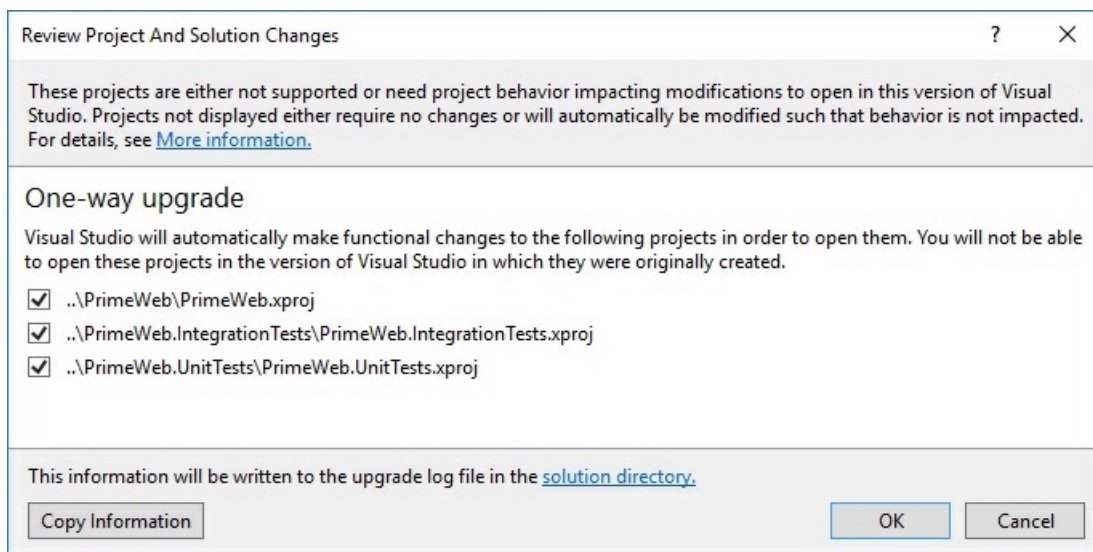 Review Project And Solution Changes
?
These projects are either not supported or need project behavior impacting modifications to open in this version of Visual
Studio. Projects not displayed either require no changes or will automatically be modified such that behavior is not impacted.
For details, see More information.
One-way upgrade
Visual Studio will automatically make functional changes to the following projects in order to open them. You will not be able
to open these projects in the version of Visual Studio in which they were originally created.
..\PrimeWeb\PrimeWeb.xproj
..\PrimeWeb.IntegrationTests\PrimeWeb.IntegrationTests.xproj
..\PrimeWeb.UnitTests\PrimeWeb.UnitTests.xproj
This information will be written to the upgrade log file in the solution directory.
Copy Information
OK
Cancel